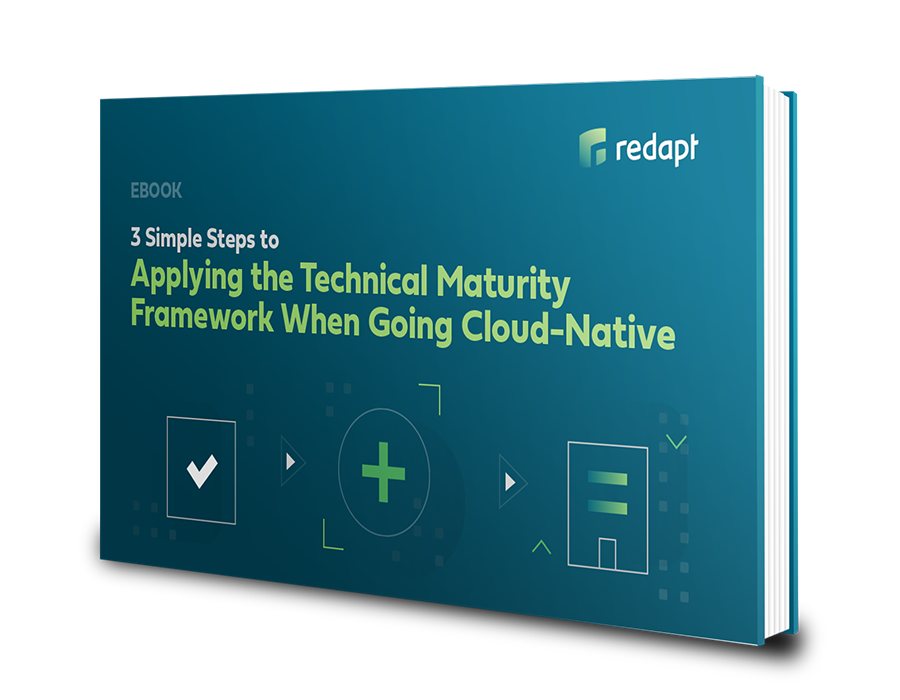 redapt
EBOOK
3 Simple Steps to
Applying the Technical Maturity
Framework When Going Cloud-Native